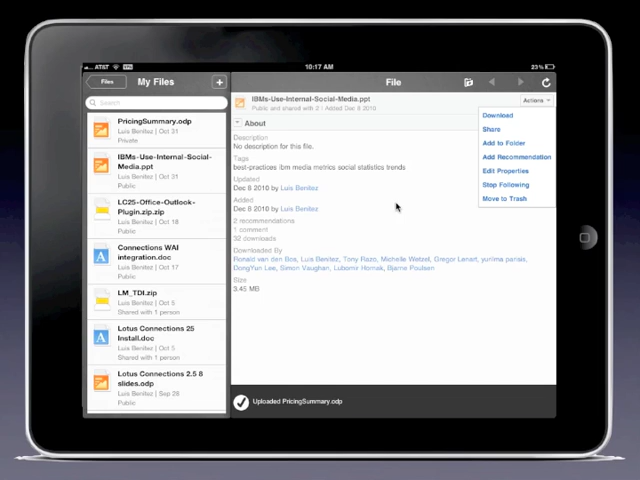 AT&T
VPN
10:17 AM
23%
Files
My Files
+
File
Search
PricingSummary.odp
Luis Benitez | Oct 31
Private
IBMs-Use-Internal-Social-
Media.ppt
Luis Benitez | Oct 31
Public
LC25-Office-Outlook-
Plugin.zip.zip
Luis Benitez | Oct 18
Public
Connections WAI
integration.doc
Luis Benitez | Oct 17
Public
LM_TDI.zip
Luis Benitez | Oct 5
Shared with 1 person
Lotus Connections 25
Install.doc
Luis Benitez | Oct 5
Shared with 1 person
Lotus Connections 2.5 8
slides.odp
Luis Benitez | Sep 28
Public
IBMs-Use-Internal-Social-Media.ppt
Public and shared with 2 | Added Dec 8 2010
Actions
About
Description
No description for this file.
Tags
best-practices ibm media metrics social statistics trends
Updated
Dec 8 2010 by Luis Benitez
Added
Dec 8 2010 by Luis Benitez
2 recommendations
1 comment
32 downloads
Downloaded By
Ronald van den Bos, Luis Benitez, Tony Razo, Michelle Wetzel, Gregor Lenart, yurima parisis,
DongYun Lee, Simon Vaughan, Lubomir Hornak, Bjarne Poulsen
Size
3.45 MB
Download
Share
Add to Folder
Add Recommendation
Edit Properties
Stop Following
Move to Trash
Uploaded PricingSummary.odp